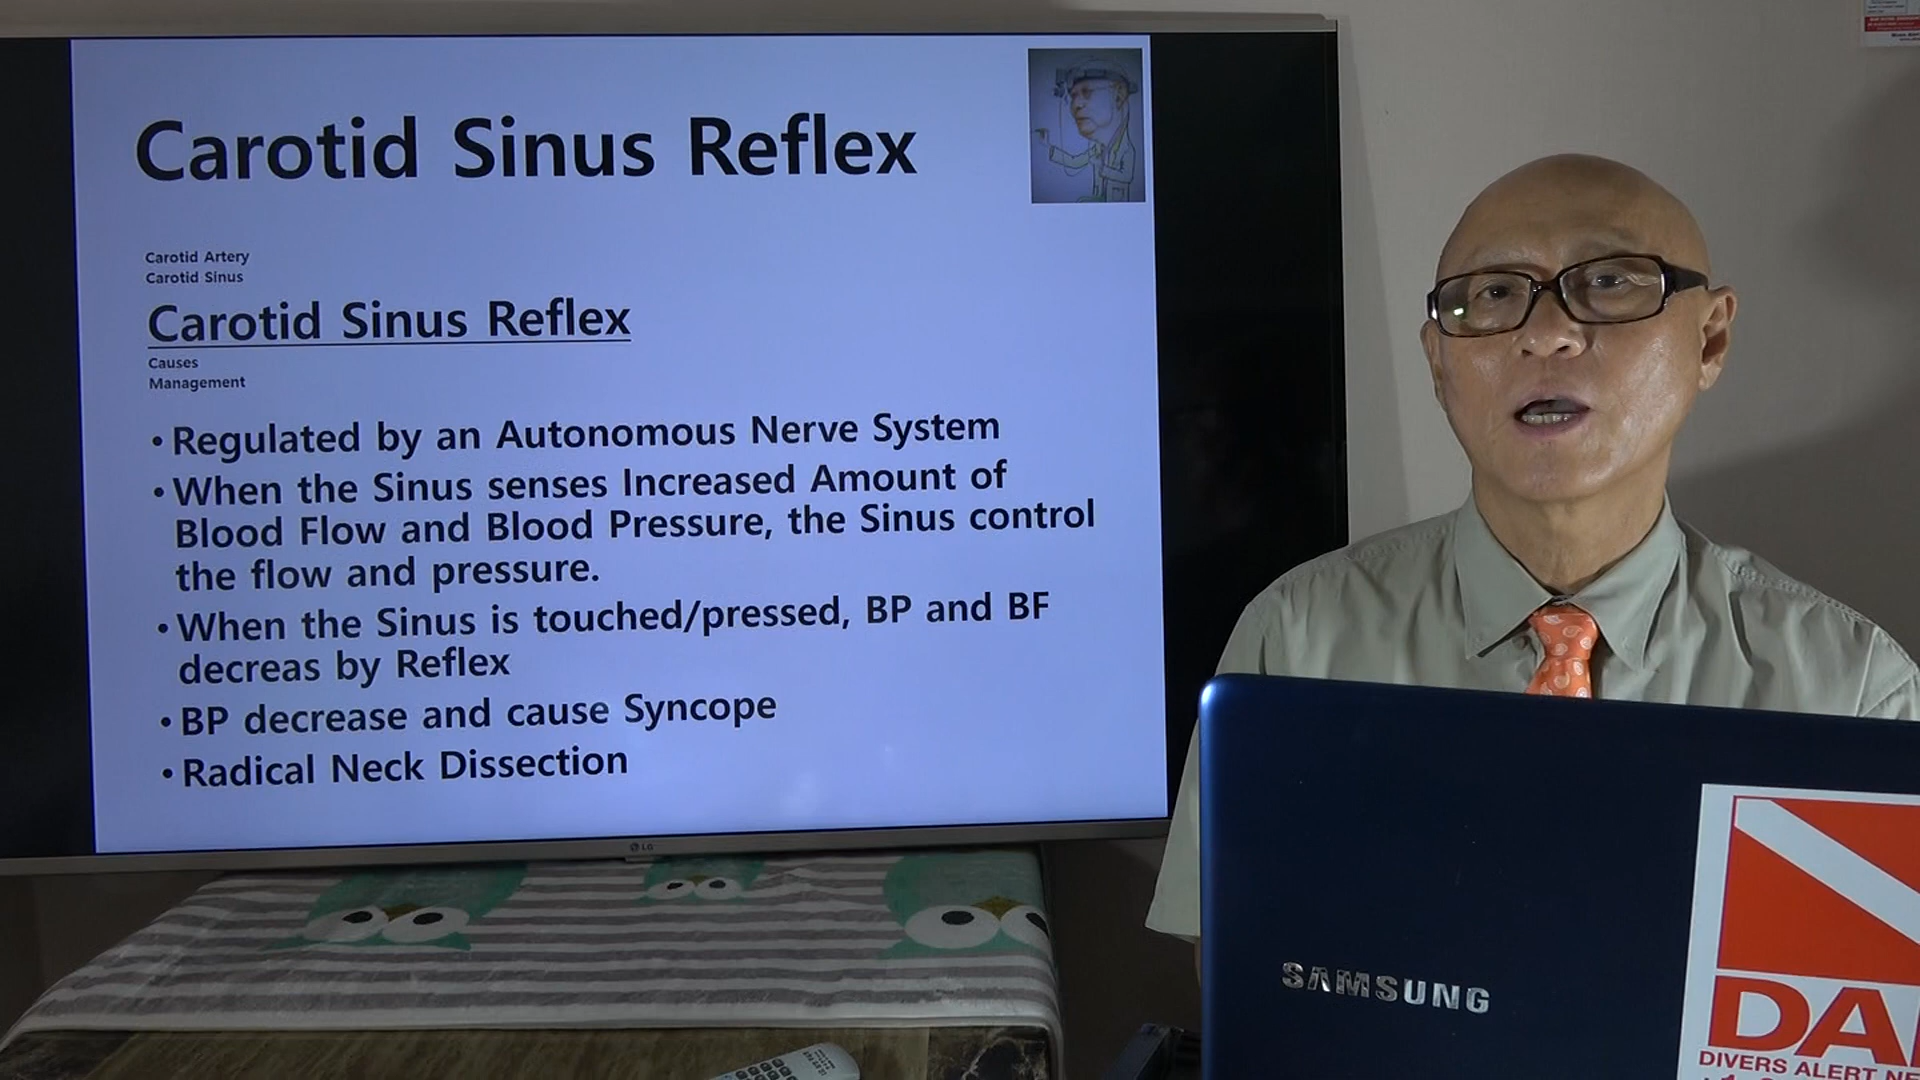 Carotid Sinus Reflex
Carotid Artery
Carotid Sinus
Carotid Sinus Reflex
Causes
Management
• Regulated by an Autonomous Nerve System
• When the Sinus senses Increased Amount of
Blood Flow and Blood Pressure, the Sinus control
the flow and pressure.
• When the Sinus is touched/pressed, BP and BF
decreas by Reflex
• BP decrease and cause Syncope
• Radical Neck Dissection
LG
SAMSUNG
DA
DIVERS ALERT NE